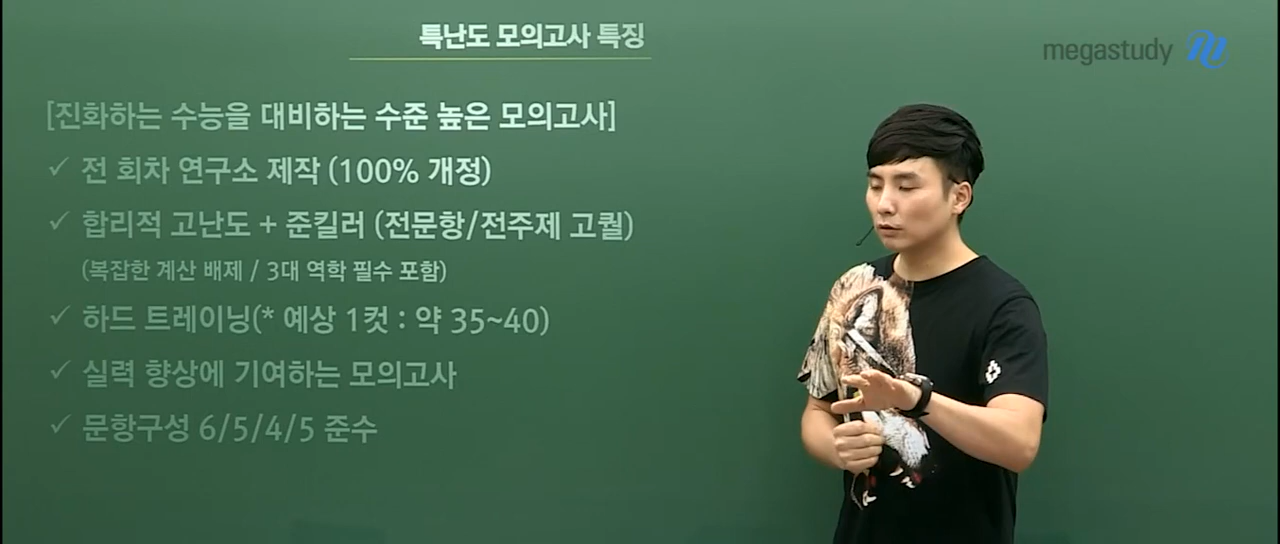 특난도 모의고사 특징
megastudy
[진화하는 수능을 대비하는 수준 높은 모의고사]
✓ 전 회차 연구소 제작 (100% 개정)
✓ 합리적 고난도 + 준킬러 (전문항/전주제 고퀄)
(복잡한 계산 배제 / 3대 역학 필수 포함)
✓ 하드 트레이닝(* 예상 1컷 : 약 35~40)
✓ 실력 향상에 기여하는 모의고사
✓ 문항구성 6/5/4/5 준수